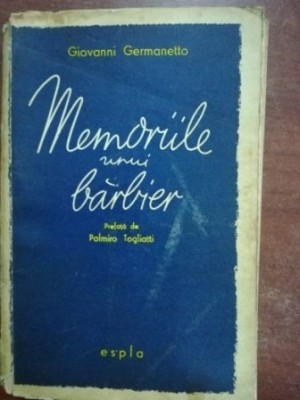 Giovanni Germanetto
Memoriile
unui
bărbier
Prefață de
Palmiro Togliatti
espla